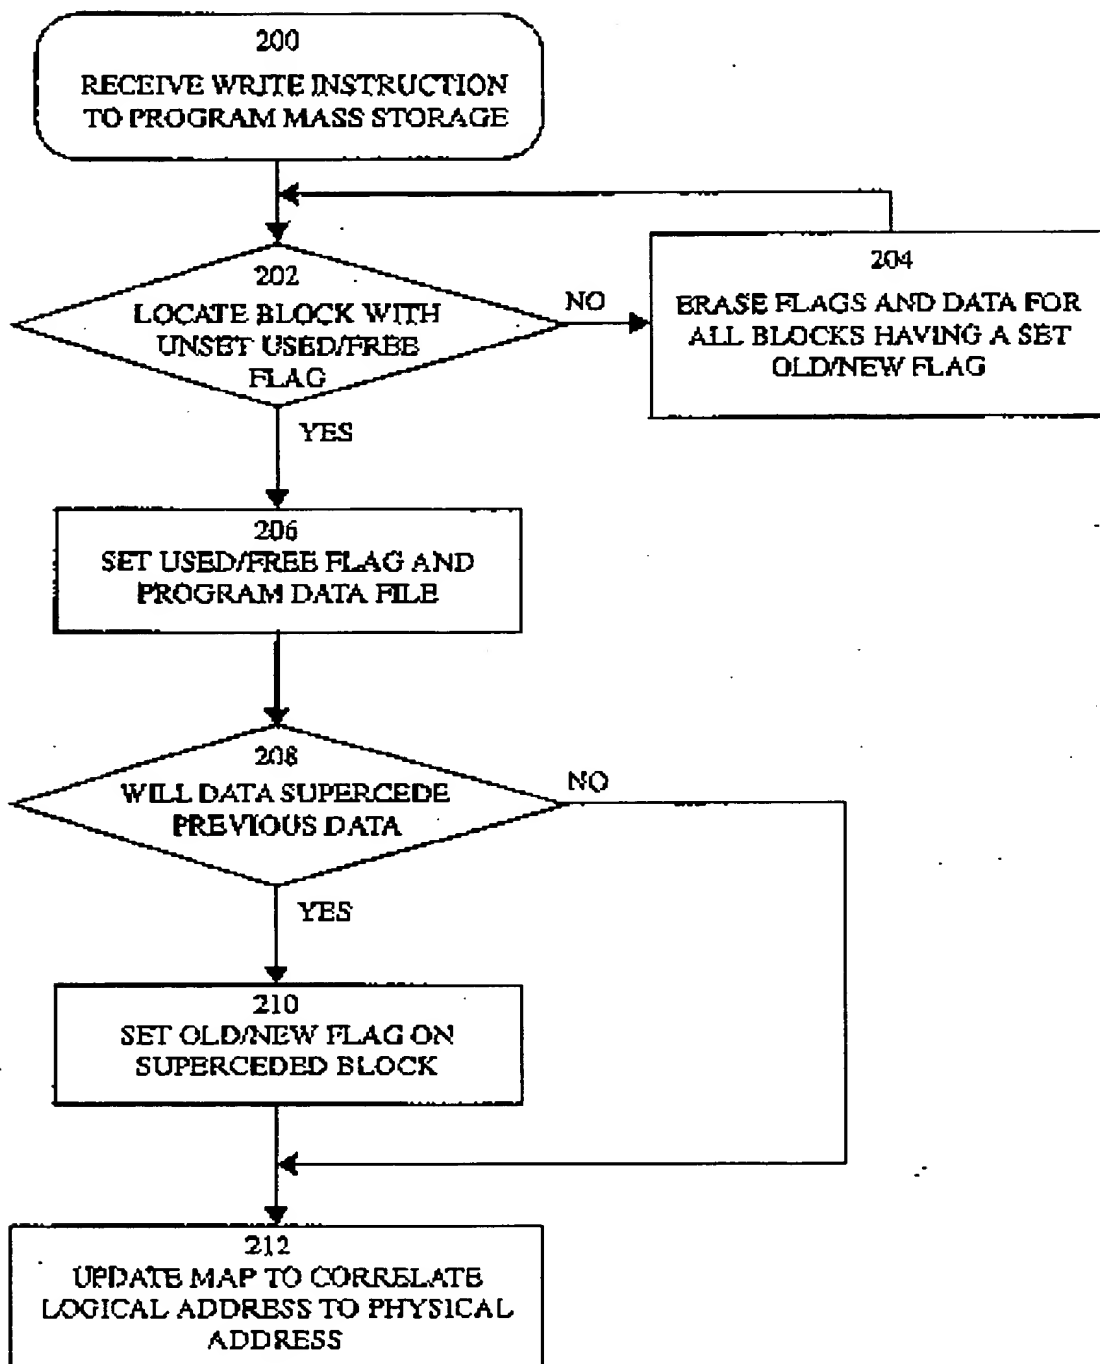 200
RECEIVE WRITE INSTRUCTION
TO PROGRAM MASS STORAGE
202
LOCATE BLOCK WITH
UNSET USED/FREE
FLAG
NO
204
ERASE FLAGS AND DATA FOR
ALL BLOCKS HAVING A SET
OLD/NEW FLAG
YES
206
SET USED/FREE FLAG AND
PROGRAM DATA FILE
208
WILL DATA SUPERCEDE
PREVIOUS DATA
NO
YES
210
SET OLD/NEW FLAG ON
SUPERCEDED BLOCK
212
UPDATE MAP TO CORRELATE
LOGICAL ADDRESS TO PHYSICAL
ADDRESS